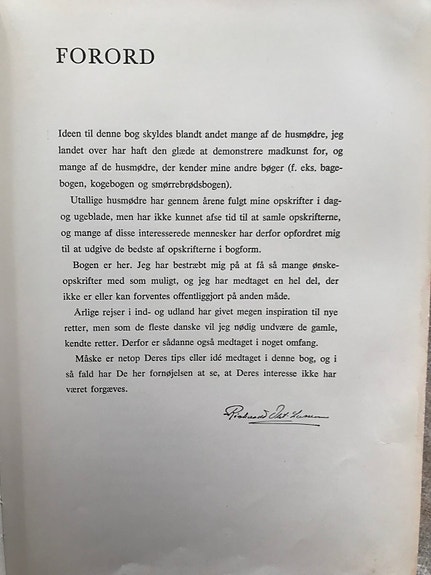 FORORD
Ideen til denne bog skyldes blandt andet mange af de husmødre, jeg
landet over har haft den glæde at demonstrere madkunst for, og
mange af de husmødre, der kender mine andre bøger (f. eks. bage-
bogen, kogebogen og smørrebrødsbogen).
Utallige husmødre har gennem årene fulgt mine opskrifter i dag-
og ugeblade, men har ikke kunnet afse tid til at samle opskrifterne,
og mange af disse interesserede mennesker har derfor opfordret mig
til at udgive de bedste af opskrifterne i bogform.
Bogen er her. Jeg har bestræbt mig på at få så mange ønske-
opskrifter med som muligt, og jeg har medtaget en hel del, der
ikke er eller kan forventes offentliggjort på anden måde.
Årlige rejser i ind- og udland har givet megen inspiration til nye
retter, men som de fleste danske vil jeg nødig undvære de gamle,
kendte retter. Derfor er sådanne også medtaget i noget omfang.
Måske er netop Deres tips eller idé medtaget i denne bog, og i
så fald har De her fornøjelsen at se, at Deres interesse ikke har
været forgæves.